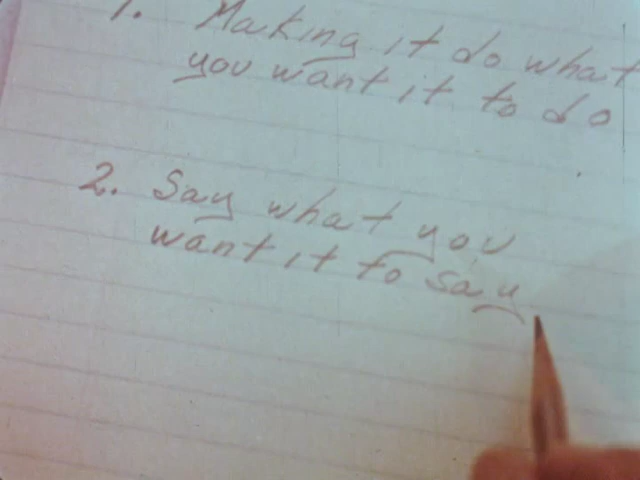 1. Making it do what
you want it to do
2. Say what you
want it to say